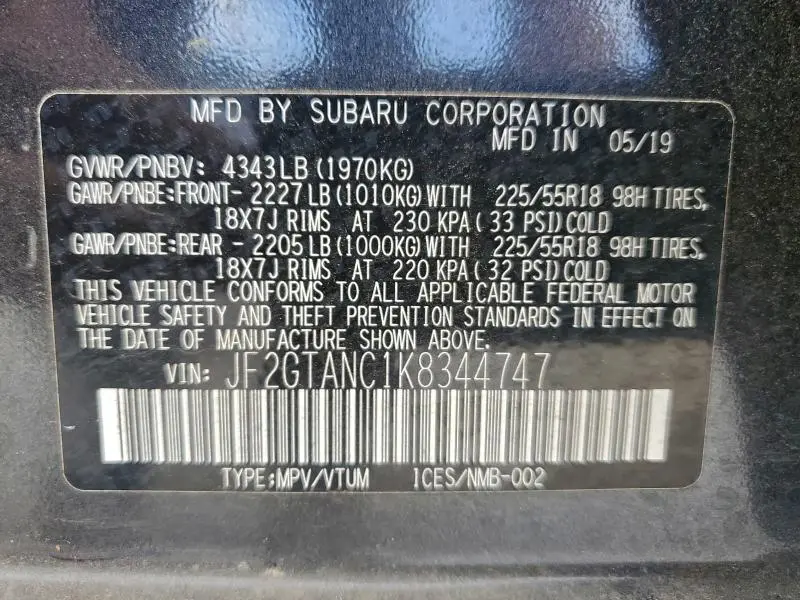 MFD BY SUBARU CORPORATION
MFD IN 05/19
GVWR/PNBV: 4343LB (1970KG)
GAWR/PNBE:FRONT- 2227LB (1010KG) WITH 225/55R18 98H TIRES,
18X7J RIMS AT 230 KPA ( 33 PSI) COLD
GAWR/PNBE:REAR - 2205LB (1000KG) WITH 225/55R18 98H TIRES,
18X7J RIMS AT 220 KPA ( 32 PSI) COLD
THIS VEHICLE CONFORMS TO ALL APPLICABLE FEDERAL MOTOR
VEHICLE SAFETY AND THEFT PREVENTION STANDARDS IN EFFECT ON
THE DATE OF MANUFACTURE SHOWN ABOVE.
VIN: JF2GTANC1K8344747
TYPE:MPV/VTUM ICES/NMB-002